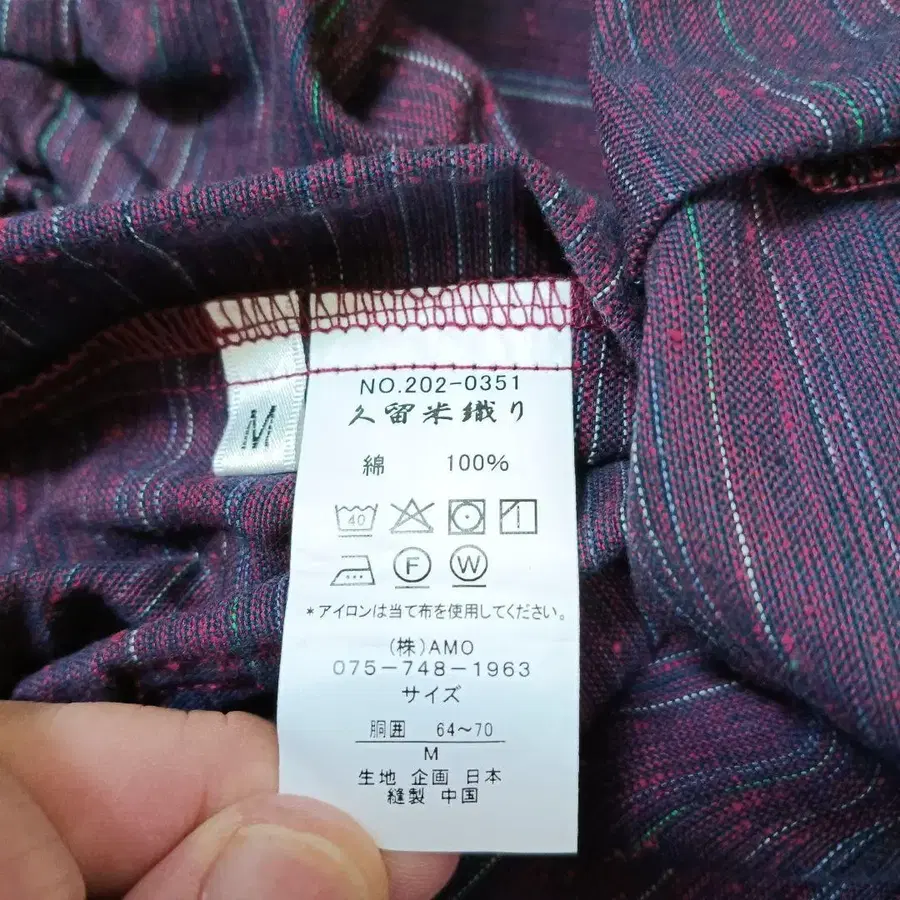 M
NO.202-0351
久留米織り
綿 100%
40
F W
*アイロンは当て布を使用してください。
(株)AMO
075-748-1963
サイズ
胴囲 64~70
M
生地 企画 日本
縫製 中国